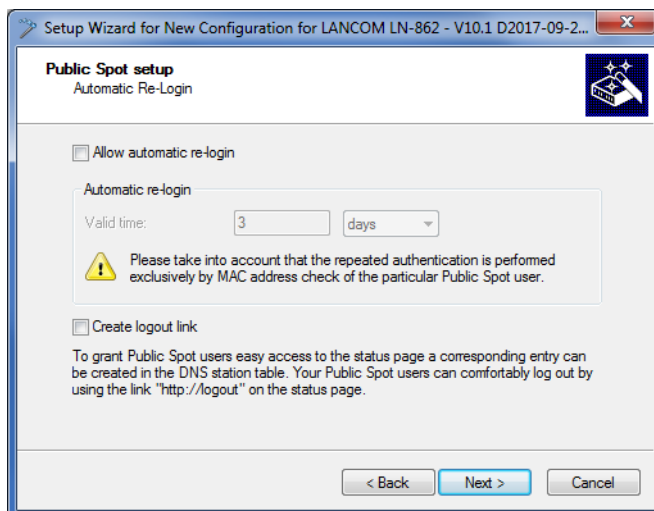 Setup Wizard for New Configuration for LANCOM LN-862 - V10.1 D2017-09-2...
Public Spot setup
Automatic Re-Login
Allow automatic re-login
Automatic re-login
Valid time:
3
days
Please take into account that the repeated authentication is performed
exclusively by MAC address check of the particular Public Spot user.
Create logout link
To grant Public Spot users easy access to the status page a corresponding entry can
be created in the DNS station table. Your Public Spot users can comfortably log out by
using the link "http://logout" on the status page.
< Back
Next >
Cancel